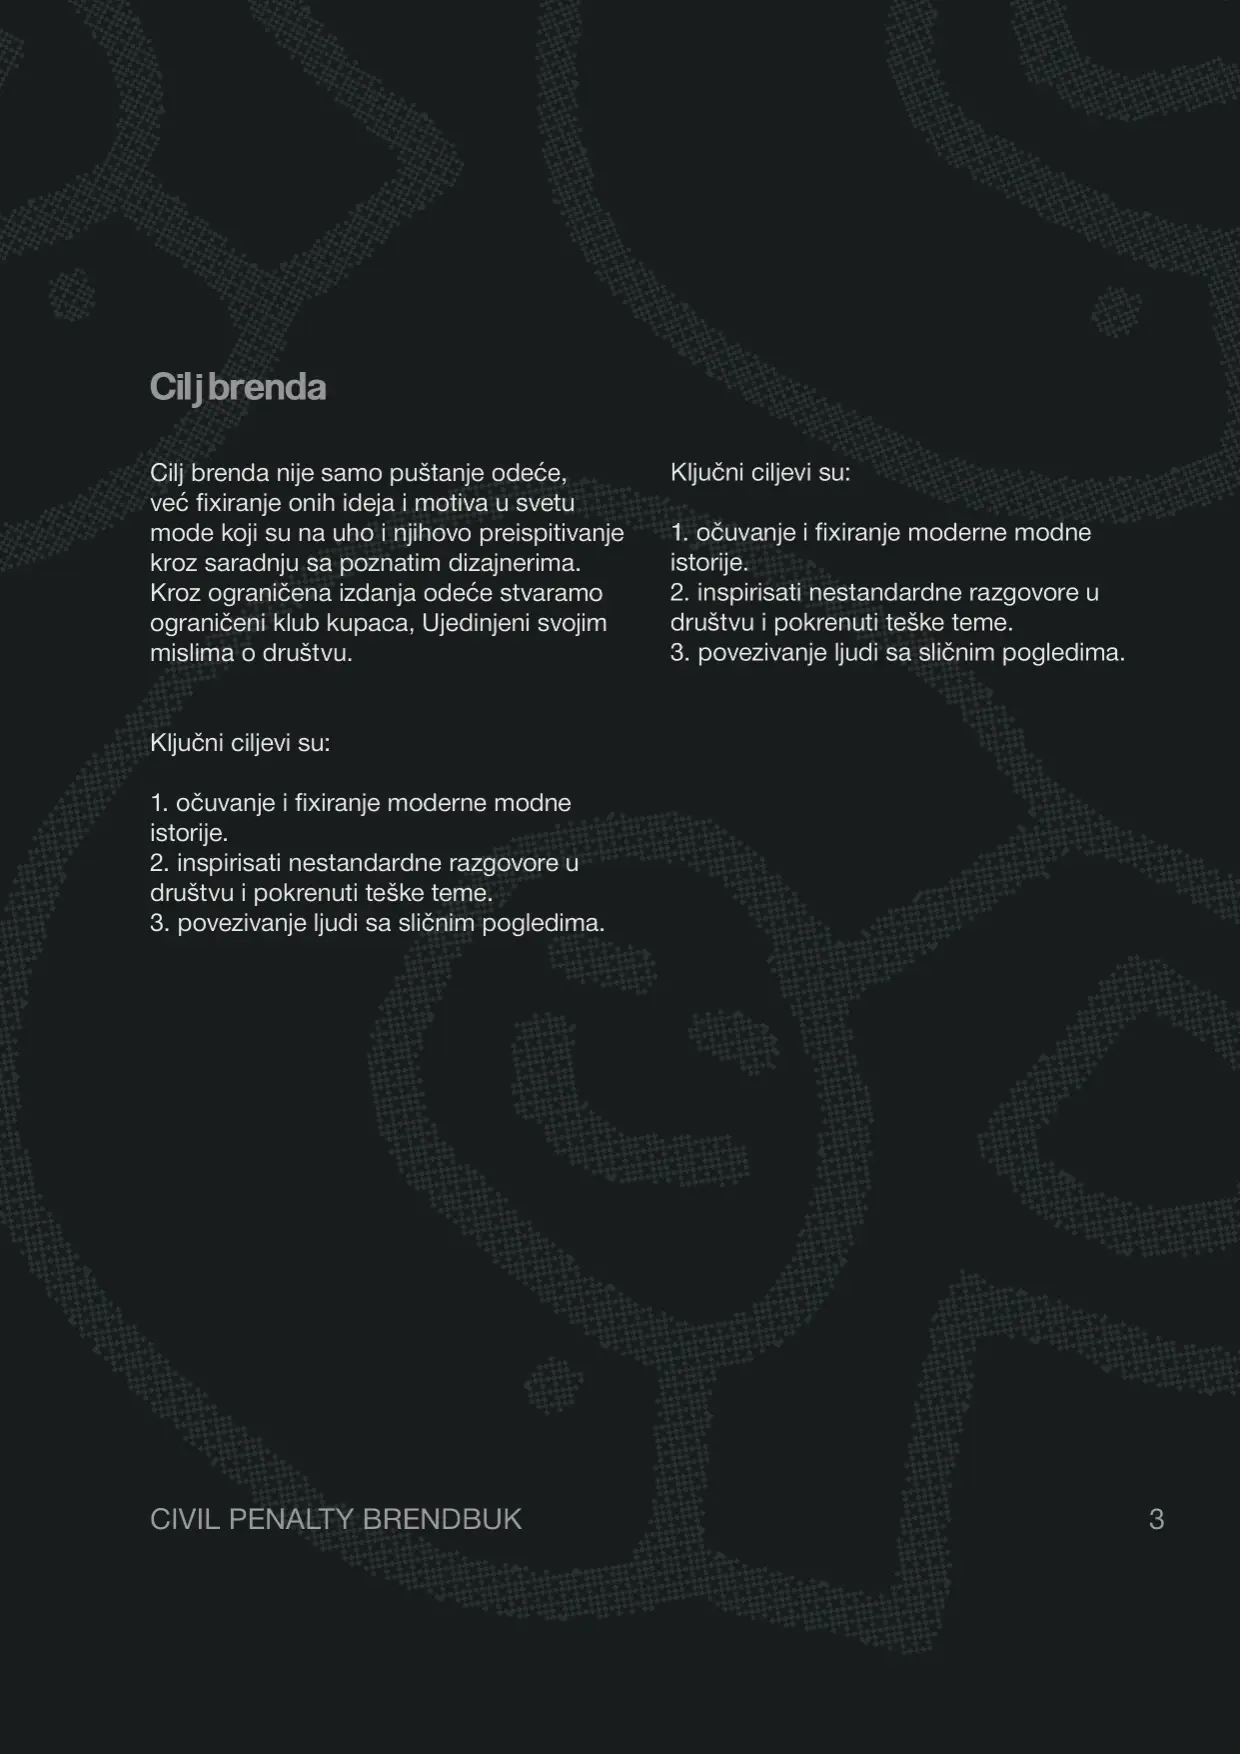 Cilj brenda
Cilj brenda nije samo puštanje odeće,
već fixiranje onih ideja i motiva u svetu
mode koji su na uho i njihovo preispitivanje
kroz saradnju sa poznatim dizajnerima.
Kroz ograničena izdanja odeće stvaramo
ograničeni klub kupaca, Ujedinjeni svojim
mislima o društvu.
Ključni ciljevi su:
1. očuvanje i fixiranje moderne modne
istorije.
2. inspirisati nestandardne razgovore u
društvu i pokrenuti teške teme.
3. povezivanje ljudi sa sličnim pogledima.
Ključni ciljevi su:
1. očuvanje i fixiranje moderne modne
istorije.
2. inspirisati nestandardne razgovore u
društvu i pokrenuti teške teme.
3. povezivanje ljudi sa sličnim pogledima.
CIVIL PENALTY BRENDBUK
3